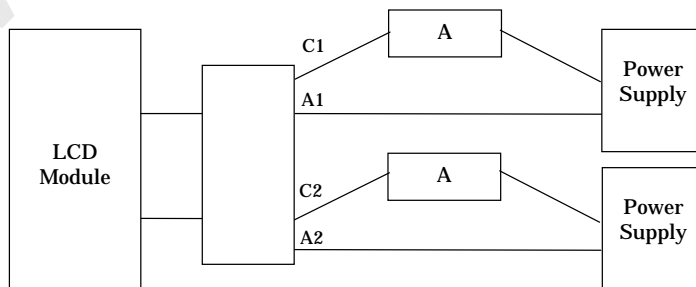 C1
A
Power
Supply
A1
LCD
Module
C2
A
Power
Supply
A2